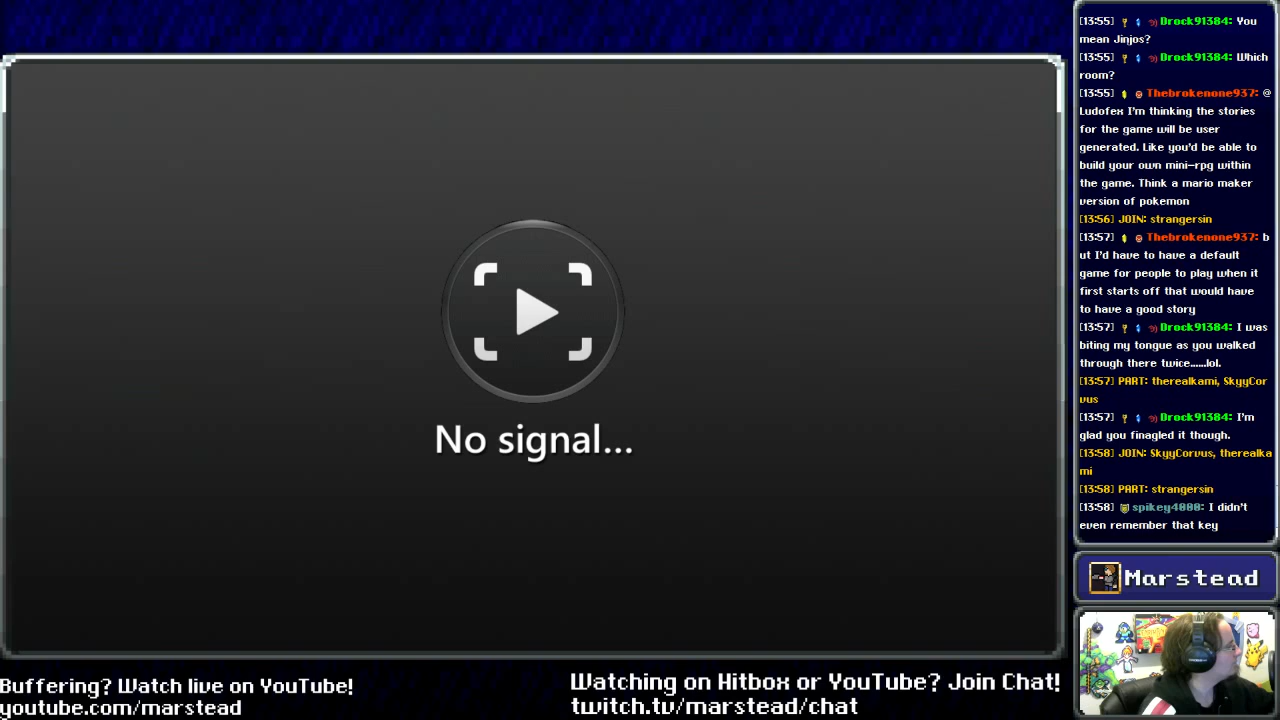 No signal...
[13:55] Drock91384: You
mean Jinjos?
[13:55] Drock91384: Which
room?
[13:55] Thebrokenone937: @
Ludofex I'm thinking the stories
for the game will be user
generated. Like you'd be able to
build your own mini-rpg within
the game. Think a mario maker
version of pokemon
[13:56] JOIN: strangersin
[13:57] Thebrokenone937: b
ut I'd have to have a default
game for people to play when it
first starts off that would have
to have a good story
[13:57] Drock91384: I was
biting my tongue as you walked
through there twice......lol.
[13:57] PART: therealkami, SkyyCor
vus
[13:57] Drock91384: I'm
glad you finagled it though.
[13:58] JOIN: SkyyCorvus, therealka
mi
[13:58] PART: strangersin
[13:58] spikey4000: I didn't
even remember that key
Marstead
Buffering? Watch live on YouTube!
youtube.com/marstead
Watching on Hitbox or YouTube? Join Chat!
twitch.tv/marstead/chat